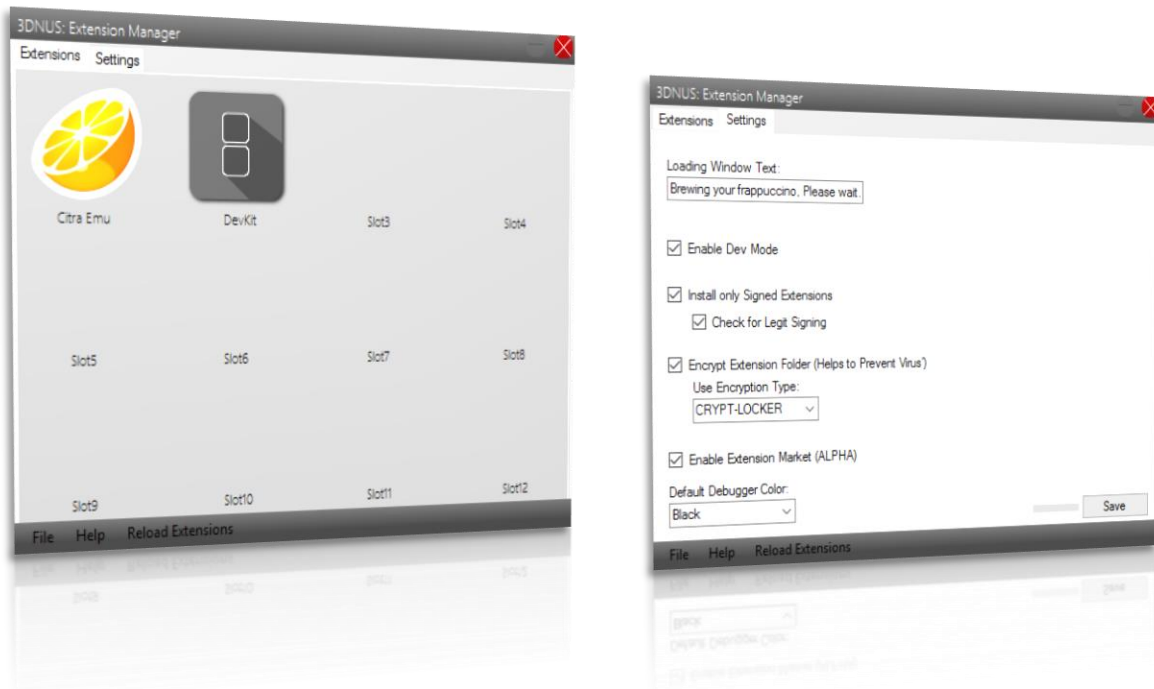 3DNUS: Extension Manager
Extensions Settings
Citra Emu DevKit Slot3 Slot4
Slot5 Slot6 Slot7 Slot8
Slot9 Slot10 Slot11 Slot12
File Help Reload Extensions
3DNUS: Extension Manager
Extensions Settings
Loading Window Text:
Brewing your frappuccino, Please wait.
Enable Dev Mode
Install only Signed Extensions
Check for Legit Signing
Encrypt Extension Folder (Helps to Prevent Virus')
Use Encryption Type:
CRYPT-LOCKER
Enable Extension Market (ALPHA)
Default Debugger Color:
Black
Save
File Help Reload Extensions